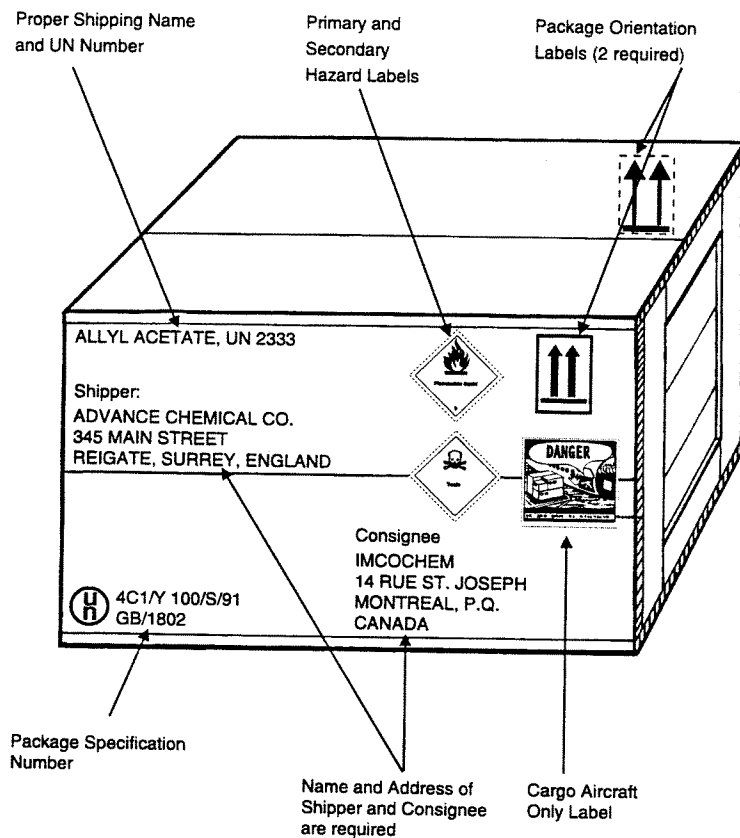 Proper Shipping Name
and UN Number
Primary and
Secondary
Hazard Labels
Package Orientation
Labels (2 required)
ALLYL ACETATE, UN 2333
Shipper:
ADVANCE CHEMICAL CO.
345 MAIN STREET
REIGATE, SURREY, ENGLAND
DANGER
Consignee
IMCOCHEM
14 RUE ST. JOSEPH
MONTREAL, P.Q.
CANADA
un
4C1/Y 100/S/91
GB/1802
Package Specification
Number
Name and Address of
Shipper and Consignee
are required
Cargo Aircraft
Only Label